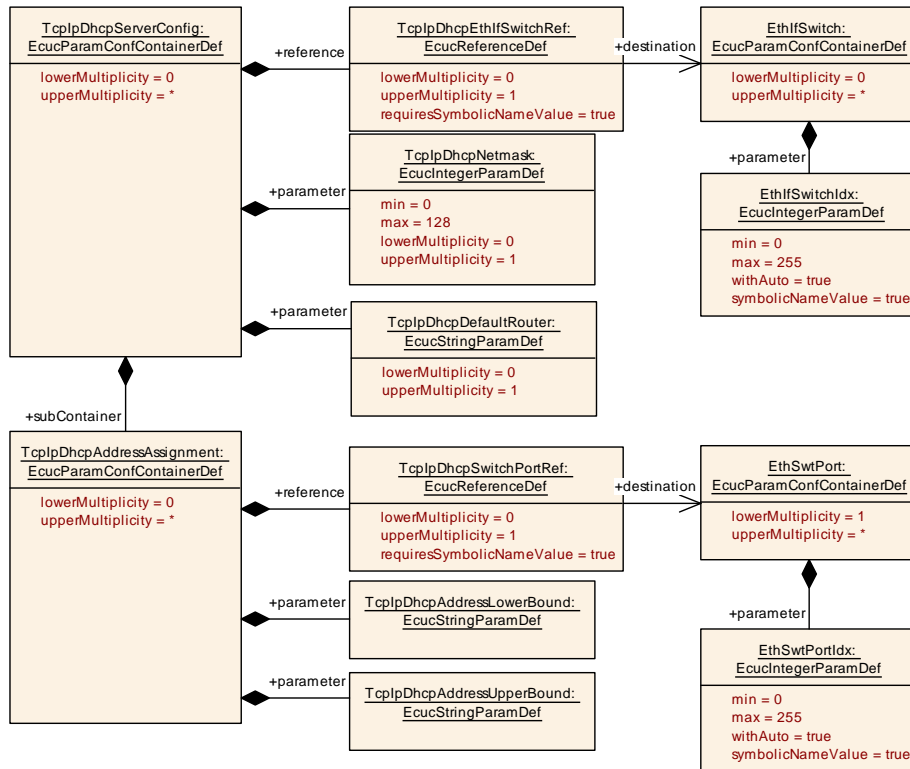 TcpIpDhcpServerConfig:
EcucParamConfContainerDef
lowerMultiplicity = 0
upperMultiplicity = *
+reference
TcpIpDhcpEthIfSwitchRef:
EcucReferenceDef
lowerMultiplicity = 0
upperMultiplicity = 1
requiresSymbolicNameValue = true
+destination
EthIfSwitch:
EcucParamConfContainerDef
lowerMultiplicity = 0
upperMultiplicity = *
+parameter
TcpIpDhcpNetmask:
EcucIntegerParamDef
min = 0
max = 128
lowerMultiplicity = 0
upperMultiplicity = 1
+parameter
EthIfSwitchIdx:
EcucIntegerParamDef
min = 0
max = 255
withAuto = true
symbolicNameValue = true
+parameter
TcpIpDhcpDefaultRouter:
EcucStringParamDef
lowerMultiplicity = 0
upperMultiplicity = 1
+subContainer
TcpIpDhcpAddressAssignment:
EcucParamConfContainerDef
lowerMultiplicity = 0
upperMultiplicity = *
+reference
TcpIpDhcpSwitchPortRef:
EcucReferenceDef
lowerMultiplicity = 0
upperMultiplicity = 1
requiresSymbolicNameValue = true
+destination
EthSwtPort:
EcucParamConfContainerDef
lowerMultiplicity = 1
upperMultiplicity = *
+parameter
TcpIpDhcpAddressLowerBound:
EcucStringParamDef
+parameter
EthSwtPortIdx:
EcucIntegerParamDef
min = 0
max = 255
withAuto = true
symbolicNameValue = true
+parameter
TcpIpDhcpAddressUpperBound:
EcucStringParamDef